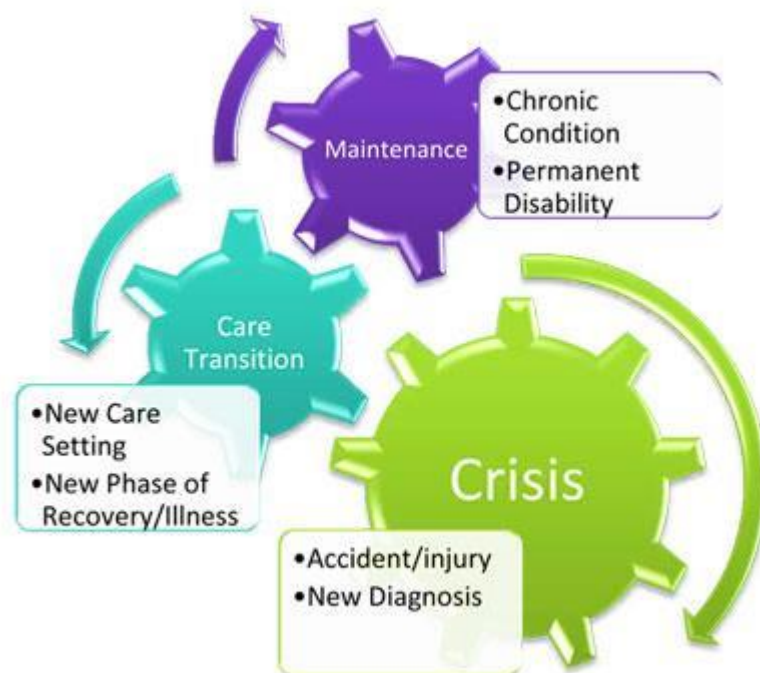 Maintenance
•Chronic
Condition
•Permanent
Disability
Care
Transition
•New Care
Setting
•New Phase of
Recovery/Illness
Crisis
•Accident/injury
•New Diagnosis